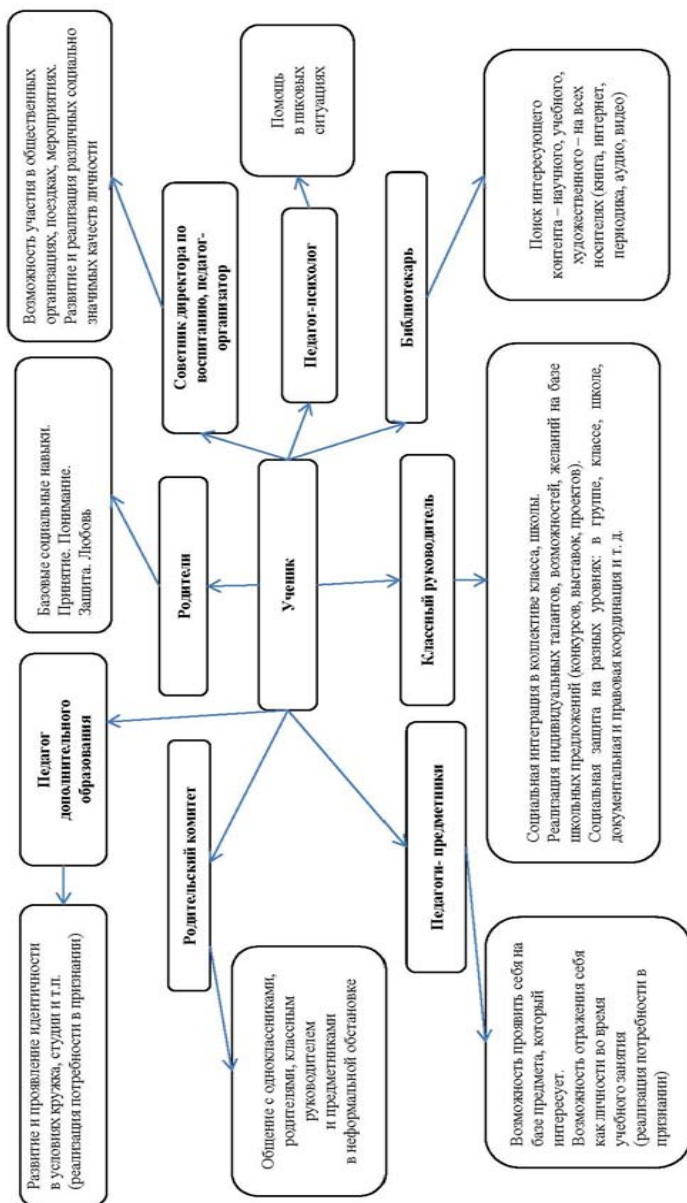 Развитие и проявление идентичности
в условиях кружка, студии и т.п.
(реализация потребности в признании)
Педагог
дополнительного
образования
Базовые социальные навыки.
Принятие. Понимание.
Защита. Любовь
Возможность участия в общественных
организациях, поездках, мероприятиях.
Развитие и реализация различных социально
значимых качеств личности
Родительский комитет
Родители
Советник директора по
воспитанию, педагог-
организатор
Общение с одноклассниками,
родителями, классным
руководителем
и предметниками
в неформальной обстановке
Ученик
Педагог-психолог
Помощь
в пиковых
ситуациях
Педагоги- предметники
Классный руководитель
Библиотекарь
Возможность проявить себя на
базе предмета, который
интересует.
Возможность отражения себя
как личности во время
учебного занятия
(реализация потребности в
признании)
Социальная интеграция в коллективе класса, школы.
Реализация индивидуальных талантов, возможностей, желаний на базе
школьных предложений (конкурсов, выставок, проектов).
Социальная защита на разных уровнях: в группе, классе, школе,
документальная и правовая координация и т. д.
Поиск интересующего
контента – научного, учебного,
художественного – на всех
носителях (книга, интернет,
периодика, аудио, видео)